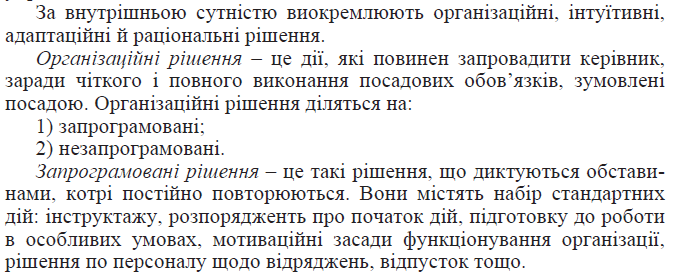 За внутрішньою сутністю виокремлюють організаційні, інтуїтивні,
адаптаційні й раціональні рішення.
Організаційні рішення – це дії, які повинен запровадити керівник,
заради чіткого і повного виконання посадових обов’язків, зумовлені
посадою. Організаційні рішення діляться на:
1) запрограмовані;
2) незапрограмовані.
Запрограмовані рішення – це такі рішення, що диктуються обстави-
нами, котрі постійно повторюються. Вони містять набір стандартних
дій: інструктажу, розпорядженть про початок дій, підготовку до роботи
в особливих умовах, мотиваційні засади функціонування організації,
рішення по персоналу щодо відряджень, відпусток тощо.